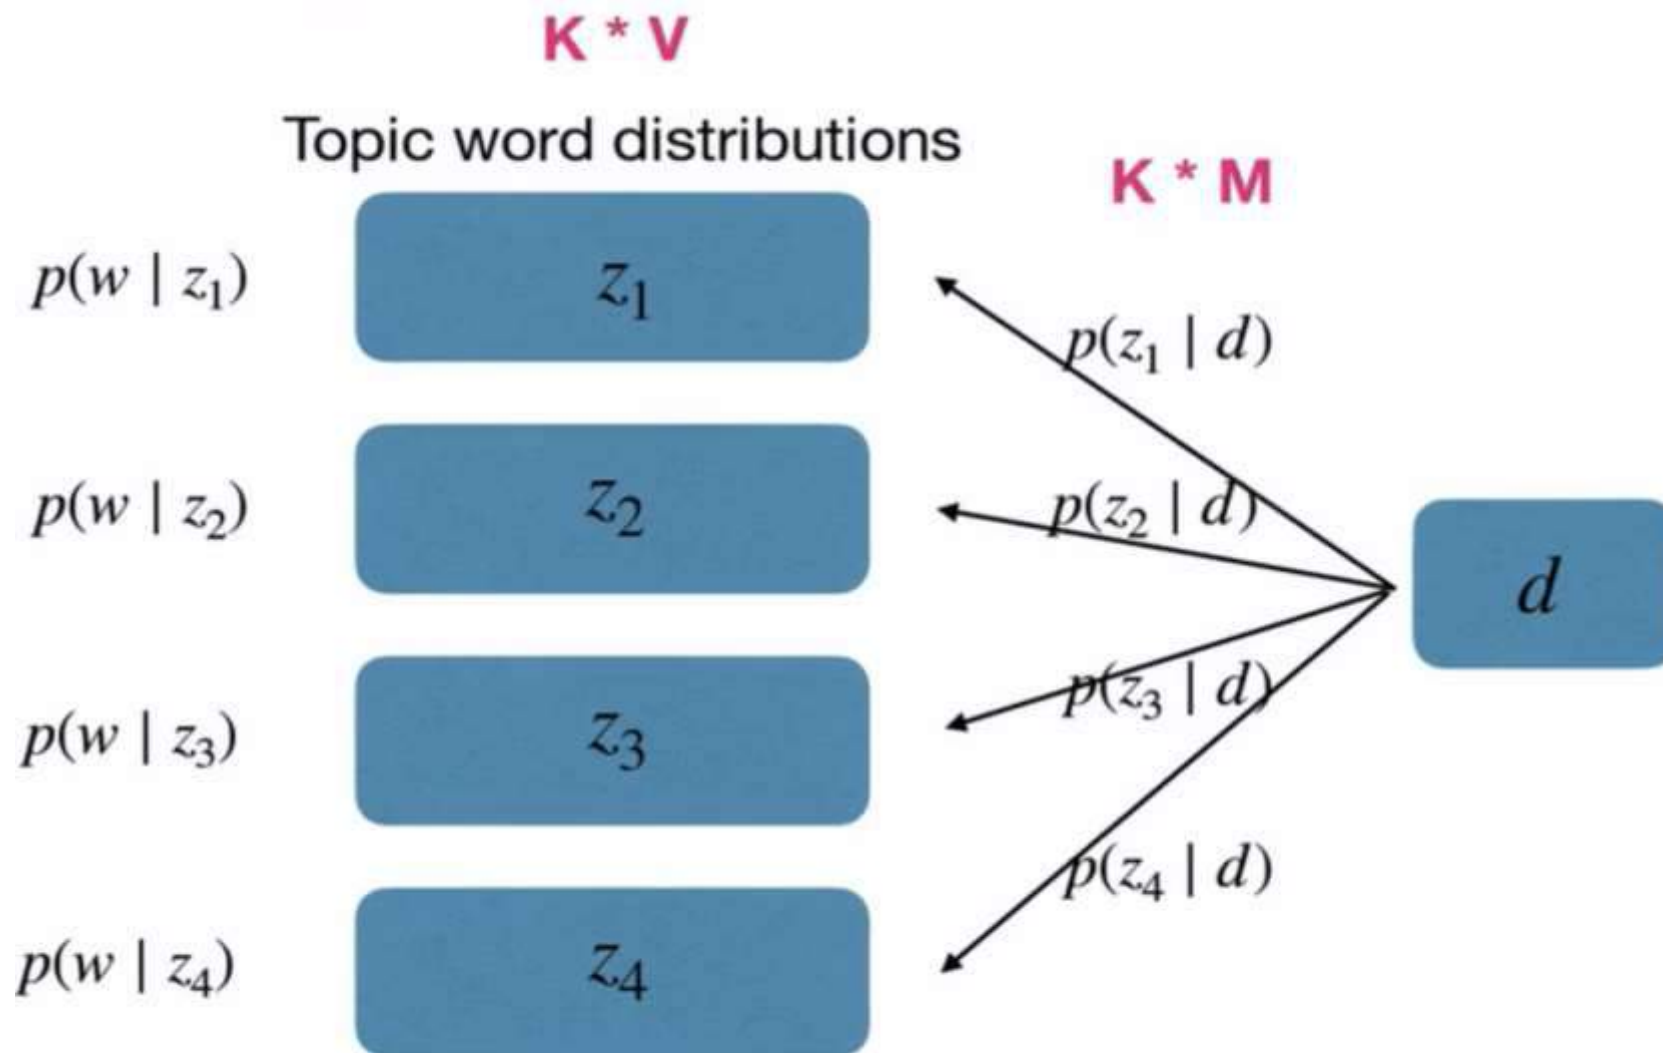 K * V
Topic word distributions
K * M
p(w | z₁)
z₁
p(z₁ | d)
p(w | z₂)
z₂
p(z₂ | d)
d
p(w | z₃)
z₃
p(z₃ | d)
p(w | z₄)
z₄
p(z₄ | d)